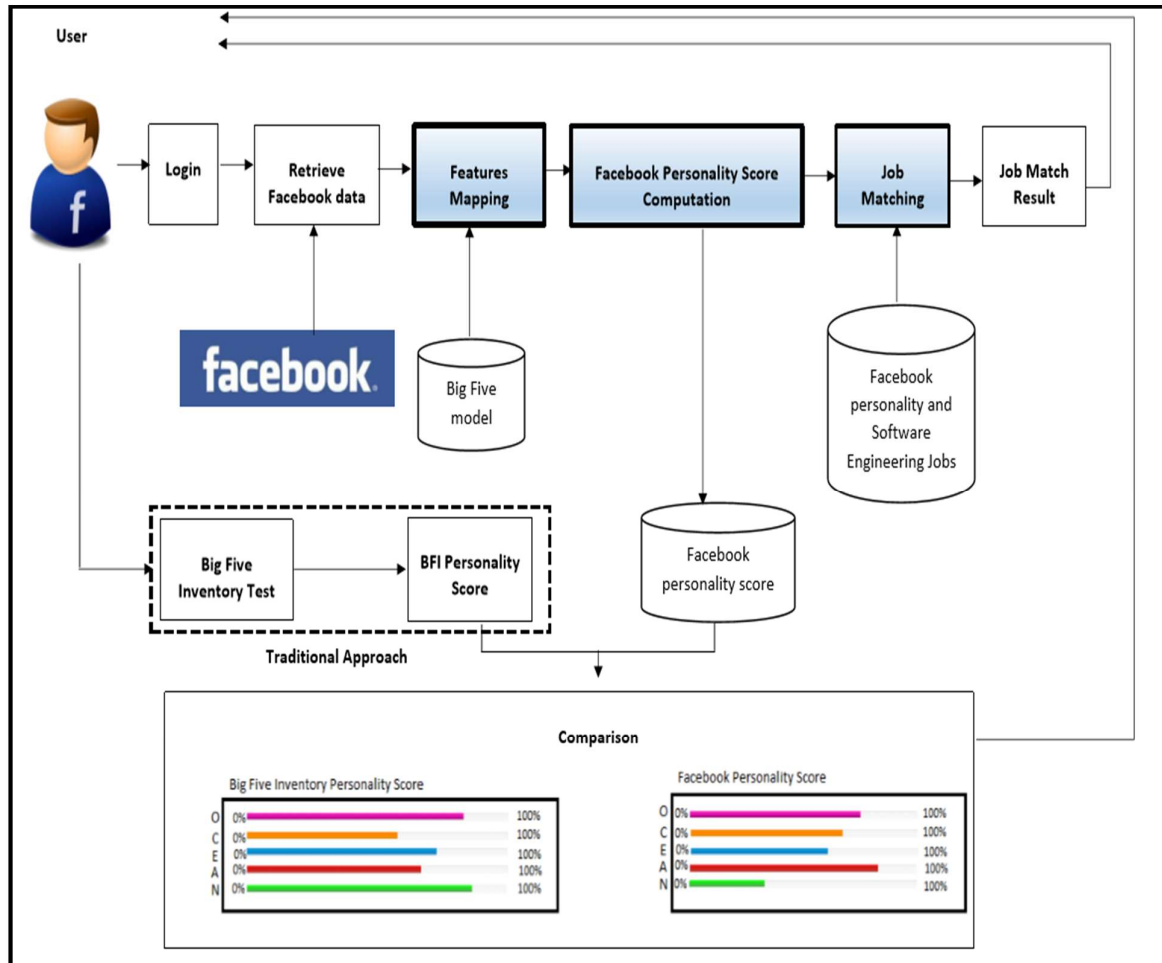 User
f
Login
Retrieve
Facebook data
Features
Mapping
Facebook Personality Score
Computation
Job
Matching
Job Match
Result
facebook.
Big Five
model
Facebook
personality and
Software
Engineering Jobs
Big Five
Inventory Test
BFI Personality
Score
Facebook
personality score
Traditional Approach
Comparison
Big Five Inventory Personality Score
O 0% 100%
C 0% 100%
E 0% 100%
A 0% 100%
N 0% 100%
Facebook Personality Score
O 0% 100%
C 0% 100%
E 0% 100%
A 0% 100%
N 0% 100%